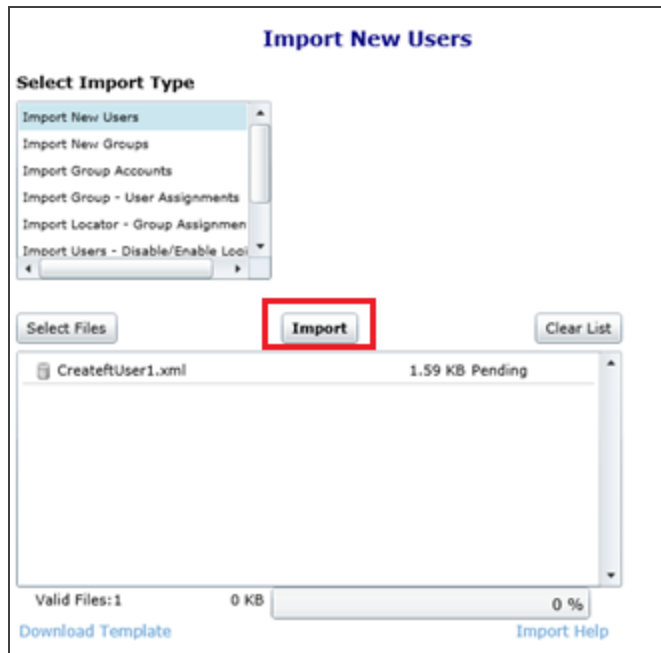 Import New Users
Select Import Type
Import New Users
Import New Groups
Import Group Accounts
Import Group - User Assignments
Import Locator - Group Assignmen
Import Users - Disable/Enable Logi
Select Files Import Clear List
CreateftUser1.xml 1.59 KB Pending
Valid Files:1 0 KB 0 %
Download Template Import Help